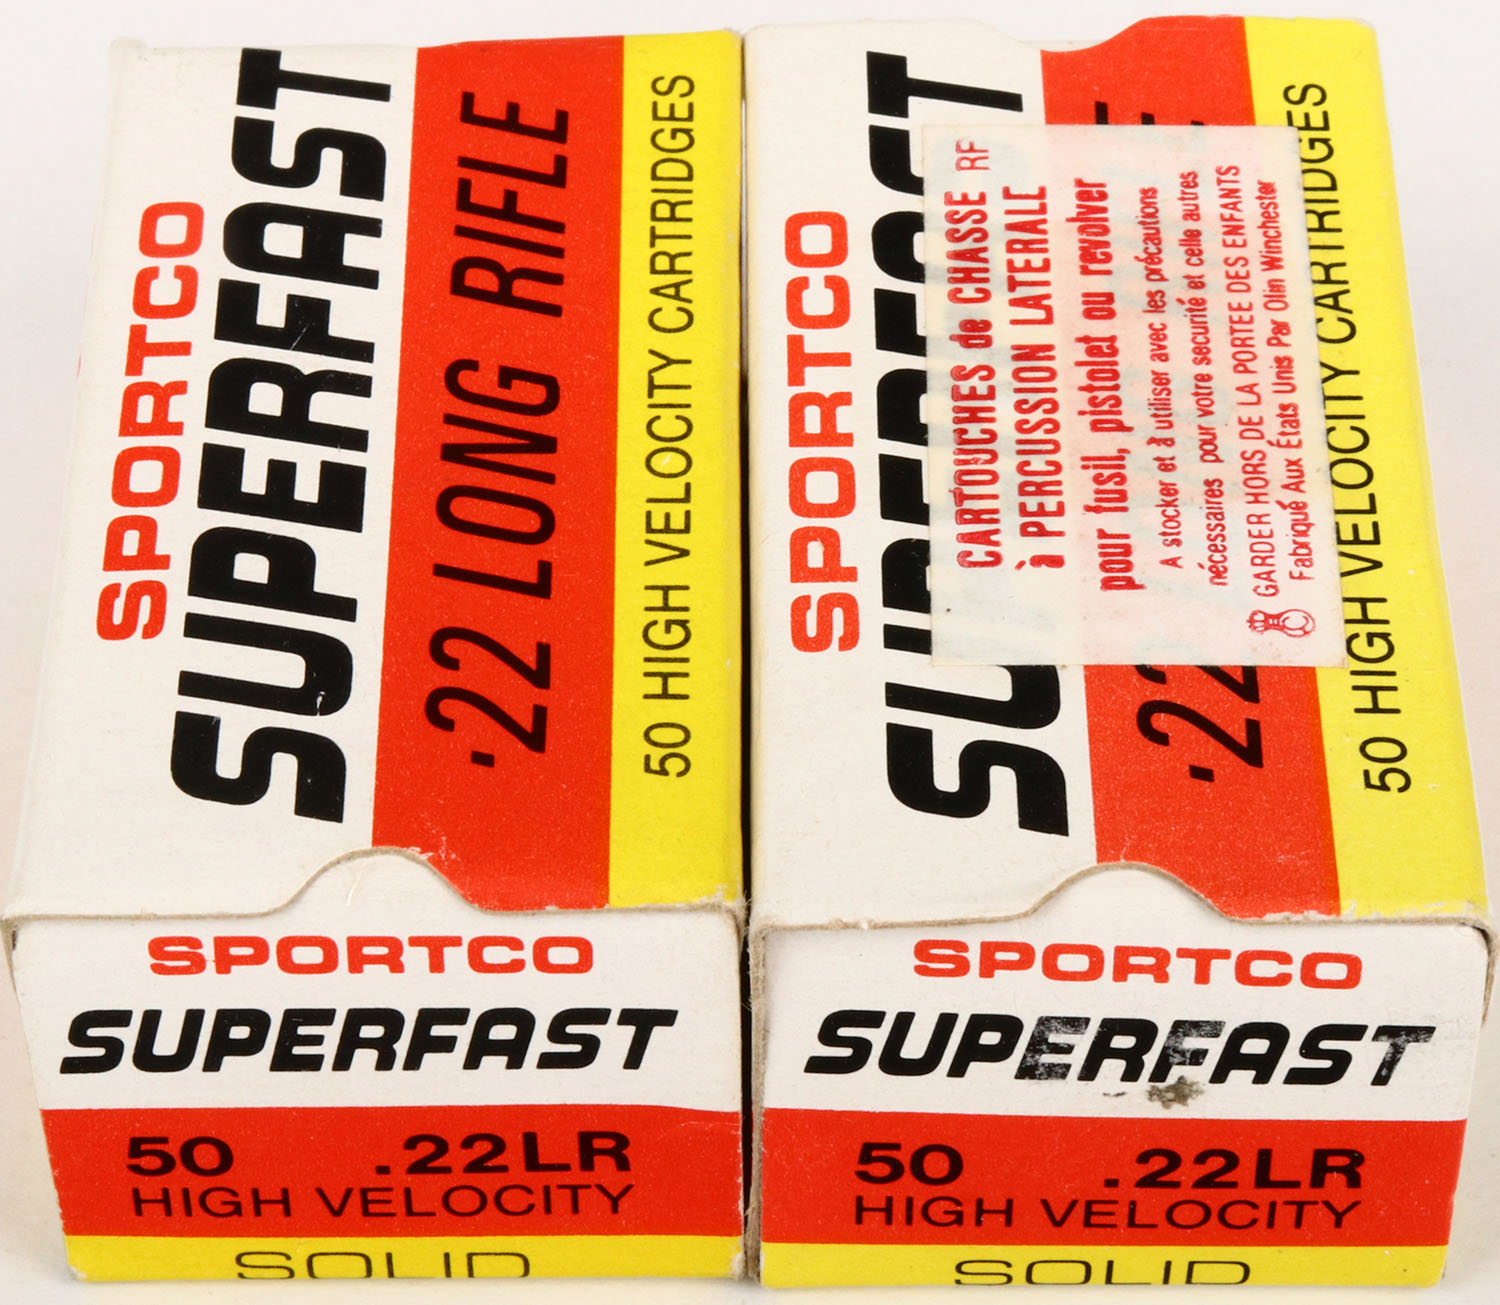 SPORTCO
SUPERFAST
.22 LONG RIFLE
50 HIGH VELOCITY CARTRIDGES
SPORTCO
SUPERFAST
50 .22LR
HIGH VELOCITY
SOLID
SPORTCO
SUPERFAST
.22
50 HIGH VELOCITY CARTRIDGES
CARTOUCHES de CHASSE RF
à PERCUSSION LATERALE
pour fusil, pistolet ou revolver
A stocker et à utiliser avec les précautions
nécessaires pour votre securité et celle autres
GARDER HORS DE LA PORTEE DES ENFANTS
Fabriqué Aux États Unis Par Olin Winchester
SPORTCO
SUPERFAST
50 .22LR
HIGH VELOCITY
SOLID